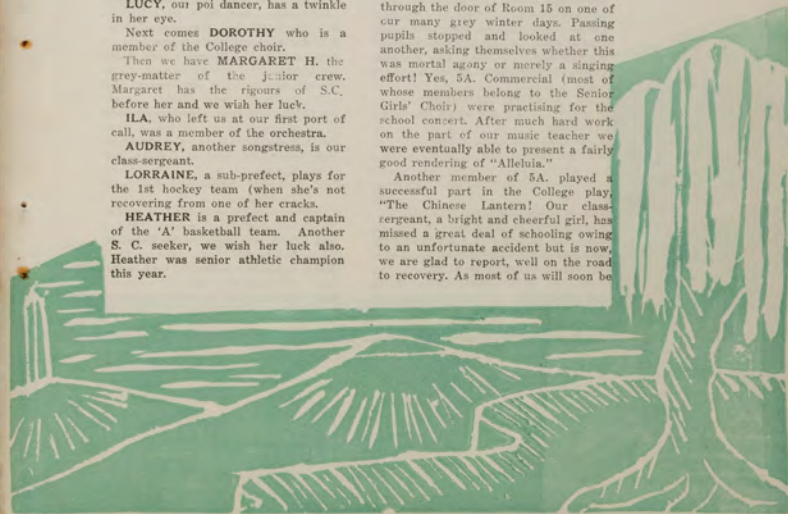 LUCY, our poi dancer, has a twinkle
in her eye.
Next comes DOROTHY who is a
member of the College choir.
Then we have MARGARET H. the
grey-matter of the junior crew.
Margaret has the rigours of S.C.
before her and we wish her luck.
ILA, who left us at our first port of
call, was a member of the orchestra.
AUDREY, another songstress, is our
class-sergeant.
LORRAINE, a sub-prefect, plays for
the 1st hockey team (when she's not
recovering from one of her cracks.
HEATHER is a prefect and captain
of the 'A' basketball team. Another
S. C. seeker, we wish her luck also.
Heather was senior athletic champion
this year.
through the door of Room 15 on one of
our many grey winter days. Passing
pupils stopped and looked at one
another, asking themselves whether this
was mortal agony or merely a singing
effort! Yes, 5A. Commercial (most of
whose members belong to the Senior
Girls' Choir) were practising for the
school concert. After much hard work
on the part of our music teacher we
were eventually able to present a fairly
good rendering of "Alleluia."
Another member of 5A. played a
successful part in the College play,
"The Chinese Lantern! Our class-
sergeant, a bright and cheerful girl, has
missed a great deal of schooling owing
to an unfortunate accident but is now,
we are glad to report, well on the road
to recovery. As most of us will soon be